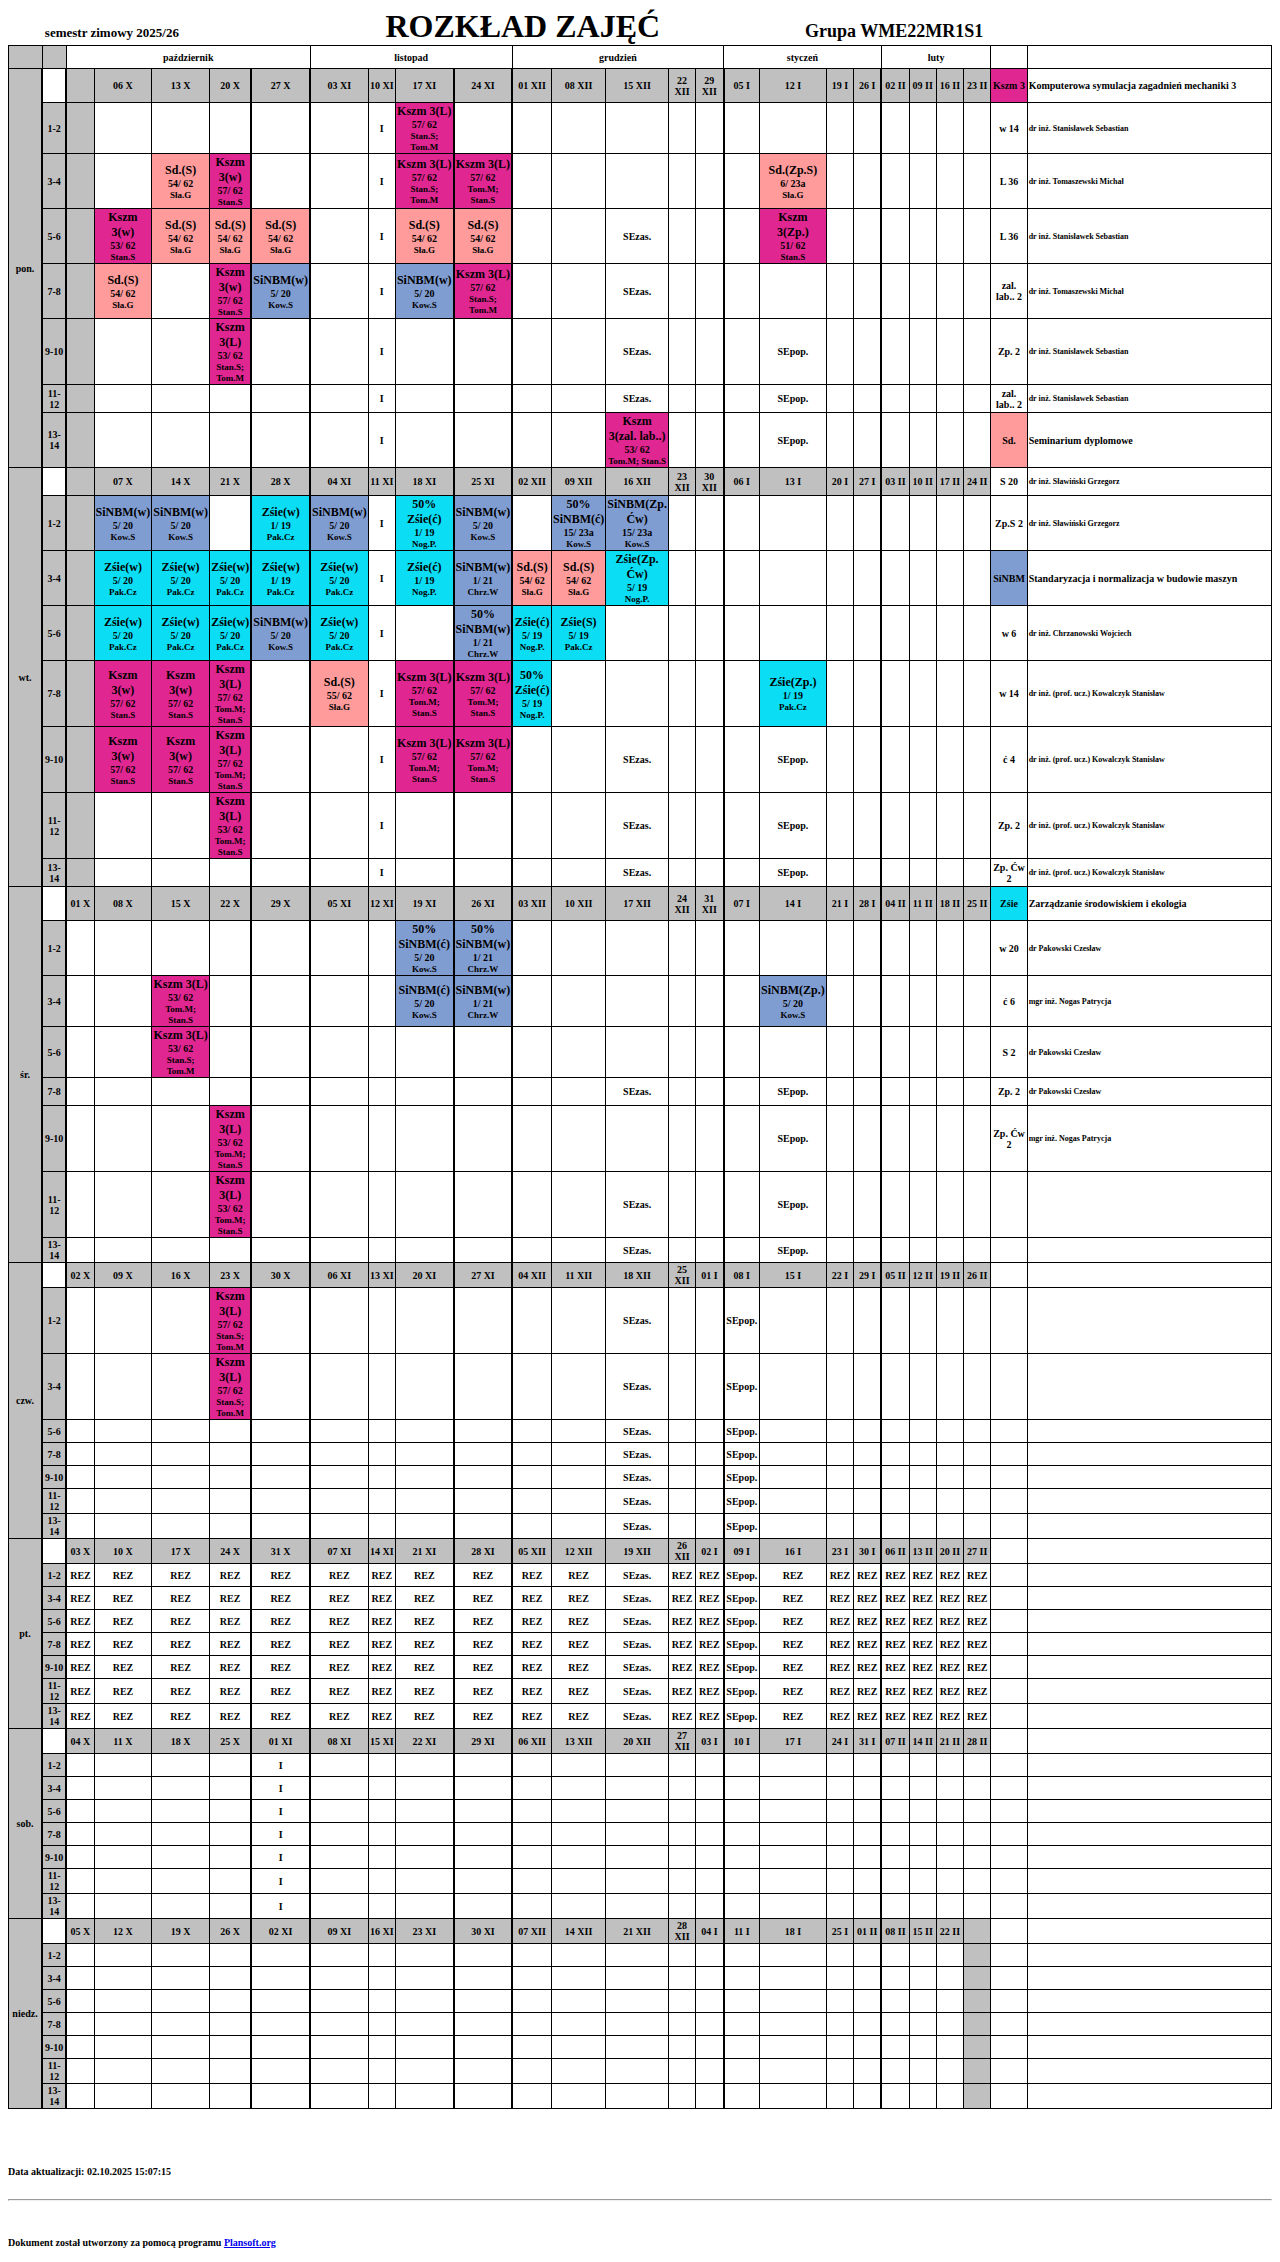 semestr zimowy 2025/26 ROZKŁAD ZAJĘĆ Grupa WME22MR1S1
październik listopad grudzień styczeń luty
pon. 06 X 13 X 20 X 27 X 03 XI 10 XI 17 XI 24 XI 01 XII 08 XII 15 XII 22 XII 29 XII 05 I 12 I 19 I 26 I 02 II 09 II 16 II 23 II Kszm 3 Komputerowa symulacja zagadnień mechaniki 3
1-2 I Kszm 3(L) 57/ 62 Stan.S; Tom.M w 14 dr inż. Stanisławek Sebastian
3-4 Sd.(S) 54/ 62 Sła.G Kszm 3(w) 57/ 62 Stan.S I Kszm 3(L) 57/ 62 Stan.S; Tom.M Kszm 3(L) 57/ 62 Tom.M; Stan.S Sd.(Zp.S) 6/ 23a Sła.G L 36 dr inż. Tomaszewski Michał
5-6 Kszm 3(w) 53/ 62 Stan.S Sd.(S) 54/ 62 Sła.G Sd.(S) 54/ 62 Sła.G Sd.(S) 54/ 62 Sła.G I Sd.(S) 54/ 62 Sła.G Sd.(S) 54/ 62 Sła.G SEzas. Kszm 3(Zp.) 51/ 62 Stan.S L 36 dr inż. Stanisławek Sebastian
7-8 Sd.(S) 54/ 62 Sła.G Kszm 3(w) 57/ 62 Stan.S SiNBM(w) 5/ 20 Kow.S I SiNBM(w) 5/ 20 Kow.S Kszm 3(L) 57/ 62 Stan.S; Tom.M SEzas. zal. lab.. 2 dr inż. Tomaszewski Michał
9-10 Kszm 3(L) 53/ 62 Stan.S; Tom.M I SEzas. SEpop. Zp. 2 dr inż. Stanisławek Sebastian
11-12 I SEzas. SEpop. zal. lab.. 2 dr inż. Stanisławek Sebastian
13-14 I Kszm 3(zal. lab..) 53/ 62 Tom.M; Stan.S SEpop. Sd. Seminarium dyplomowe
wt. 07 X 14 X 21 X 28 X 04 XI 11 XI 18 XI 25 XI 02 XII 09 XII 16 XII 23 XII 30 XII 06 I 13 I 20 I 27 I 03 II 10 II 17 II 24 II S 20 dr inż. Sławiński Grzegorz
1-2 SiNBM(w) 5/ 20 Kow.S SiNBM(w) 5/ 20 Kow.S Zśie(w) 1/ 19 Pak.Cz SiNBM(w) 5/ 20 Kow.S I 50% Zśie(ć) 1/ 19 Nog.P. SiNBM(w) 5/ 20 Kow.S 50% SiNBM(ć) 15/ 23a Kow.S SiNBM(Zp. Ćw) 15/ 23a Kow.S Zp.S 2 dr inż. Sławiński Grzegorz
3-4 Zśie(w) 5/ 20 Pak.Cz Zśie(w) 5/ 20 Pak.Cz Zśie(w) 5/ 20 Pak.Cz Zśie(w) 1/ 19 Pak.Cz Zśie(w) 5/ 20 Pak.Cz I Zśie(ć) 1/ 19 Nog.P. SiNBM(w) 1/ 21 Chrz.W Sd.(S) 54/ 62 Sła.G Sd.(S) 54/ 62 Sła.G Zśie(Zp. Ćw) 5/ 19 Nog.P. SiNBM Standaryzacja i normalizacja w budowie maszyn
5-6 Zśie(w) 5/ 20 Pak.Cz Zśie(w) 5/ 20 Pak.Cz Zśie(w) 5/ 20 Pak.Cz SiNBM(w) 5/ 20 Kow.S Zśie(w) 5/ 20 Pak.Cz I 50% SiNBM(w) 1/ 21 Chrz.W Zśie(ć) 5/ 19 Nog.P. Zśie(S) 5/ 19 Pak.Cz w 6 dr inż. Chrzanowski Wojciech
7-8 Kszm 3(w) 57/ 62 Stan.S Kszm 3(w) 57/ 62 Stan.S Kszm 3(L) 57/ 62 Tom.M; Stan.S Sd.(S) 55/ 62 Sła.G I Kszm 3(L) 57/ 62 Tom.M; Stan.S Kszm 3(L) 57/ 62 Tom.M; Stan.S 50% Zśie(ć) 5/ 19 Nog.P. Zśie(Zp.) 1/ 19 Pak.Cz w 14 dr inż. (prof. ucz.) Kowalczyk Stanisław
9-10 Kszm 3(w) 57/ 62 Stan.S Kszm 3(w) 57/ 62 Stan.S Kszm 3(L) 57/ 62 Tom.M; Stan.S I Kszm 3(L) 57/ 62 Tom.M; Stan.S Kszm 3(L) 57/ 62 Tom.M; Stan.S SEzas. SEpop. ć 4 dr inż. (prof. ucz.) Kowalczyk Stanisław
11-12 Kszm 3(L) 53/ 62 Tom.M; Stan.S I SEzas. SEpop. Zp. 2 dr inż. (prof. ucz.) Kowalczyk Stanisław
13-14 I SEzas. SEpop. Zp. Ćw 2 dr inż. (prof. ucz.) Kowalczyk Stanisław
śr. 01 X 08 X 15 X 22 X 29 X 05 XI 12 XI 19 XI 26 XI 03 XII 10 XII 17 XII 24 XII 31 XII 07 I 14 I 21 I 28 I 04 II 11 II 18 II 25 II Zśie Zarządzanie środowiskiem i ekologia
1-2 50% SiNBM(ć) 5/ 20 Kow.S 50% SiNBM(w) 1/ 21 Chrz.W w 20 dr Pakowski Czesław
3-4 Kszm 3(L) 53/ 62 Tom.M; Stan.S SiNBM(ć) 5/ 20 Kow.S SiNBM(w) 1/ 21 Chrz.W SiNBM(Zp.) 5/ 20 Kow.S ć 6 mgr inż. Nogas Patrycja
5-6 Kszm 3(L) 53/ 62 Stan.S; Tom.M S 2 dr Pakowski Czesław
7-8 SEzas. SEpop. Zp. 2 dr Pakowski Czesław
9-10 Kszm 3(L) 53/ 62 Tom.M; Stan.S SEpop. Zp. Ćw 2 mgr inż. Nogas Patrycja
11-12 Kszm 3(L) 53/ 62 Tom.M; Stan.S SEzas. SEpop.
13-14 SEzas. SEpop.
czw. 02 X 09 X 16 X 23 X 30 X 06 XI 13 XI 20 XI 27 XI 04 XII 11 XII 18 XII 25 XII 01 I 08 I 15 I 22 I 29 I 05 II 12 II 19 II 26 II
1-2 Kszm 3(L) 57/ 62 Stan.S; Tom.M SEzas. SEpop.
3-4 Kszm 3(L) 57/ 62 Stan.S; Tom.M SEzas. SEpop.
5-6 SEzas. SEpop.
7-8 SEzas. SEpop.
9-10 SEzas. SEpop.
11-12 SEzas. SEpop.
13-14 SEzas. SEpop.
pt. 03 X 10 X 17 X 24 X 31 X 07 XI 14 XI 21 XI 28 XI 05 XII 12 XII 19 XII 26 XII 02 I 09 I 16 I 23 I 30 I 06 II 13 II 20 II 27 II
1-2 REZ REZ REZ REZ REZ REZ REZ REZ REZ REZ REZ SEzas. REZ REZ SEpop. REZ REZ REZ REZ REZ REZ REZ
3-4 REZ REZ REZ REZ REZ REZ REZ REZ REZ REZ REZ SEzas. REZ REZ SEpop. REZ REZ REZ REZ REZ REZ REZ
5-6 REZ REZ REZ REZ REZ REZ REZ REZ REZ REZ REZ SEzas. REZ REZ SEpop. REZ REZ REZ REZ REZ REZ REZ
7-8 REZ REZ REZ REZ REZ REZ REZ REZ REZ REZ REZ SEzas. REZ REZ SEpop. REZ REZ REZ REZ REZ REZ REZ
9-10 REZ REZ REZ REZ REZ REZ REZ REZ REZ REZ REZ SEzas. REZ REZ SEpop. REZ REZ REZ REZ REZ REZ REZ
11-12 REZ REZ REZ REZ REZ REZ REZ REZ REZ REZ REZ SEzas. REZ REZ SEpop. REZ REZ REZ REZ REZ REZ REZ
13-14 REZ REZ REZ REZ REZ REZ REZ REZ REZ REZ REZ SEzas. REZ REZ SEpop. REZ REZ REZ REZ REZ REZ REZ
sob. 04 X 11 X 18 X 25 X 01 XI 08 XI 15 XI 22 XI 29 XI 06 XII 13 XII 20 XII 27 XII 03 I 10 I 17 I 24 I 31 I 07 II 14 II 21 II 28 II
1-2 I
3-4 I
5-6 I
7-8 I
9-10 I
11-12 I
13-14 I
niedz. 05 X 12 X 19 X 26 X 02 XI 09 XI 16 XI 23 XI 30 XI 07 XII 14 XII 21 XII 28 XII 04 I 11 I 18 I 25 I 01 II 08 II 15 II 22 II
1-2
3-4
5-6
7-8
9-10
11-12
13-14
Data aktualizacji: 02.10.2025 15:07:15
Dokument został utworzony za pomocą programu Plansoft.org